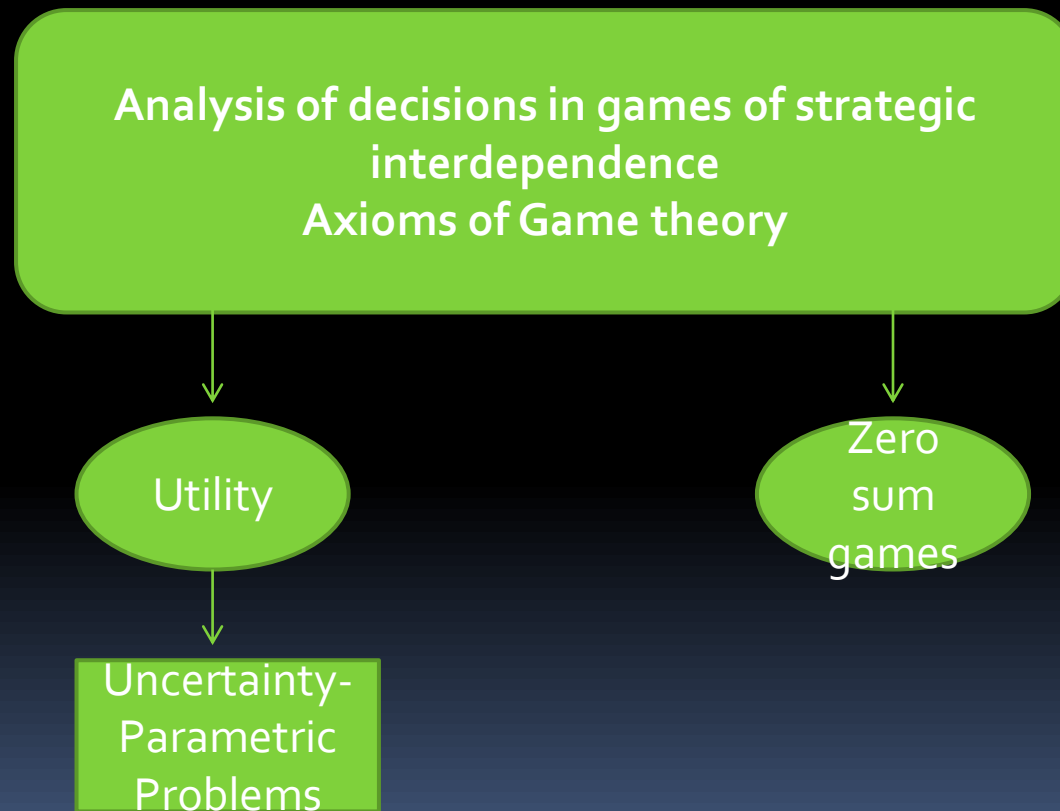 Analysis of decisions in games of strategic
interdependence
Axioms of Game theory
Utility
Zero
sum
games
Uncertainty-
Parametric
Problems